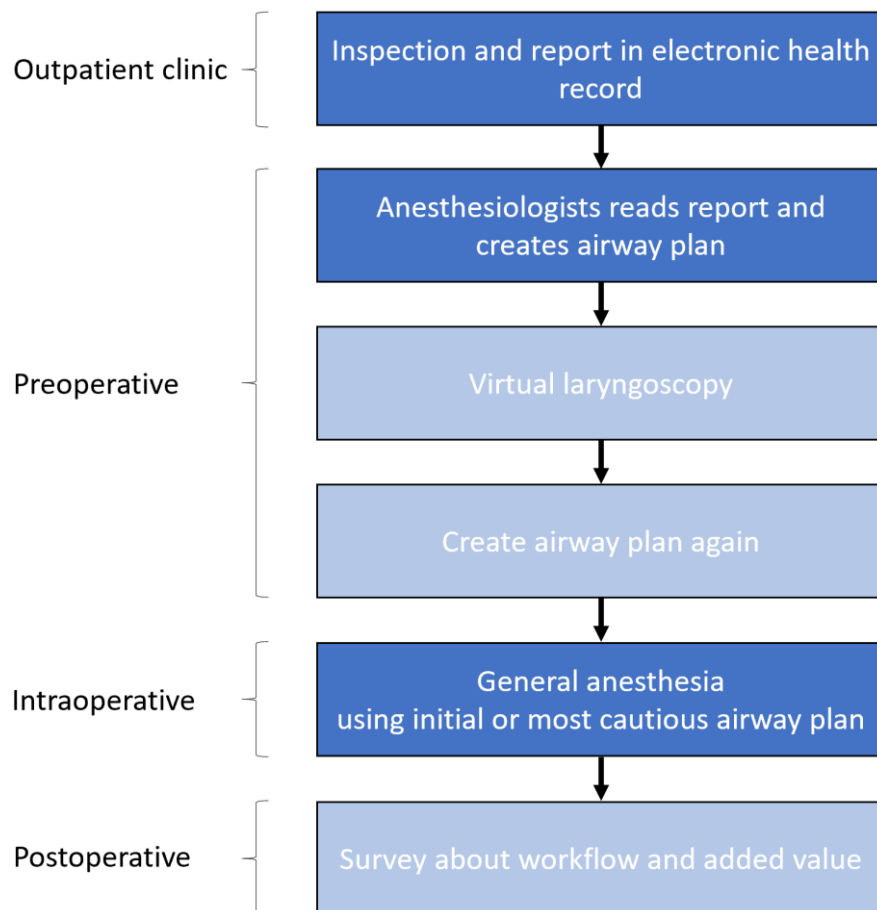 Outpatient clinic
Inspection and report in electronic health
record
Preoperative
Anesthesiologists reads report and
creates airway plan
Virtual laryngoscopy
Create airway plan again
Intraoperative
General anesthesia
using initial or most cautious airway plan
Postoperative
Survey about workflow and added value